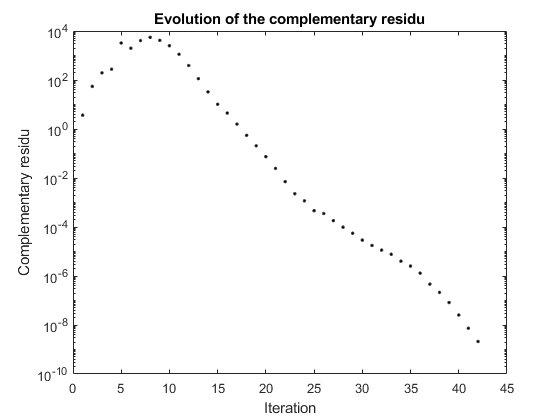 Evolution of the complementary residu
10^4
10^2
10^0
10^-2
10^-4
10^-6
10^-8
10^-10
Complementary residu
0 5 10 15 20 25 30 35 40 45
Iteration